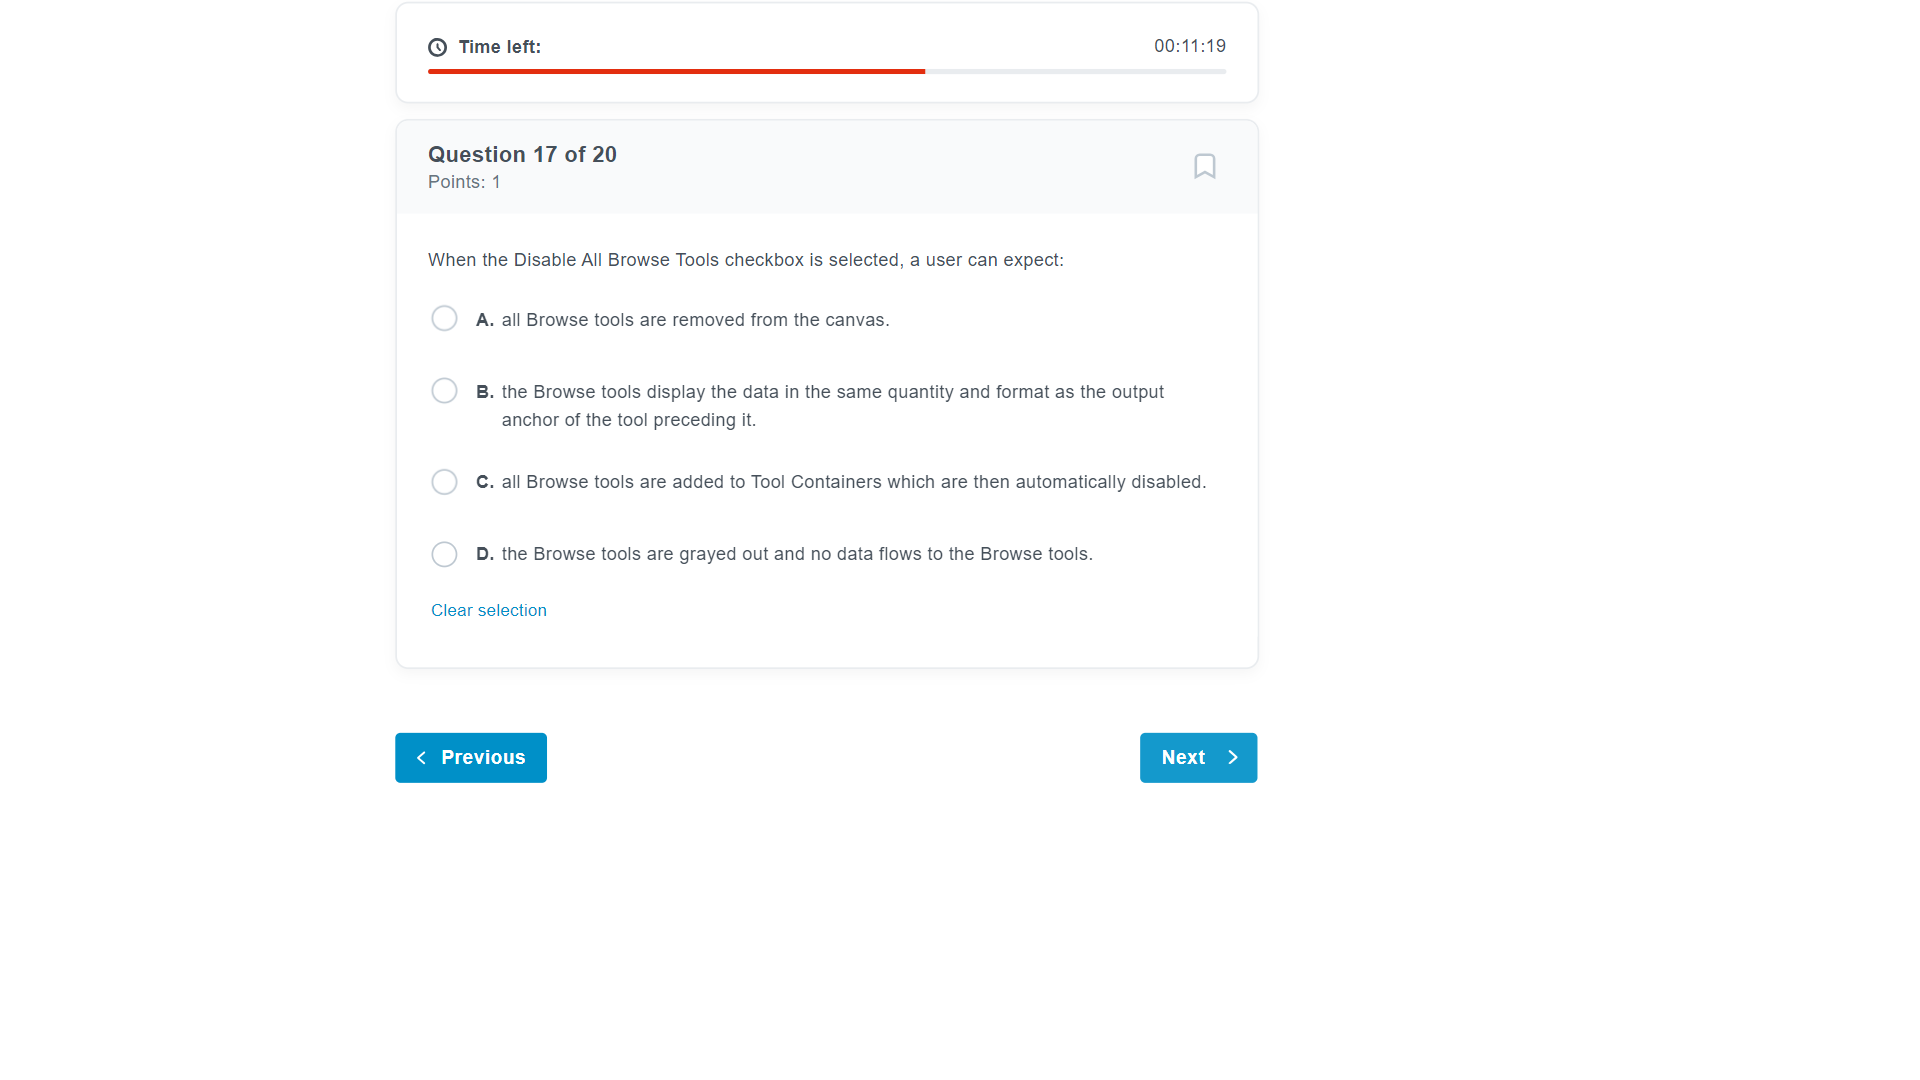 Time left:
00:11:19
Question 17 of 20
Points: 1
When the Disable All Browse Tools checkbox is selected, a user can expect:
A. all Browse tools are removed from the canvas.
B. the Browse tools display the data in the same quantity and format as the output
anchor of the tool preceding it.
C. all Browse tools are added to Tool Containers which are then automatically disabled.
D. the Browse tools are grayed out and no data flows to the Browse tools.
Clear selection
Previous
Next